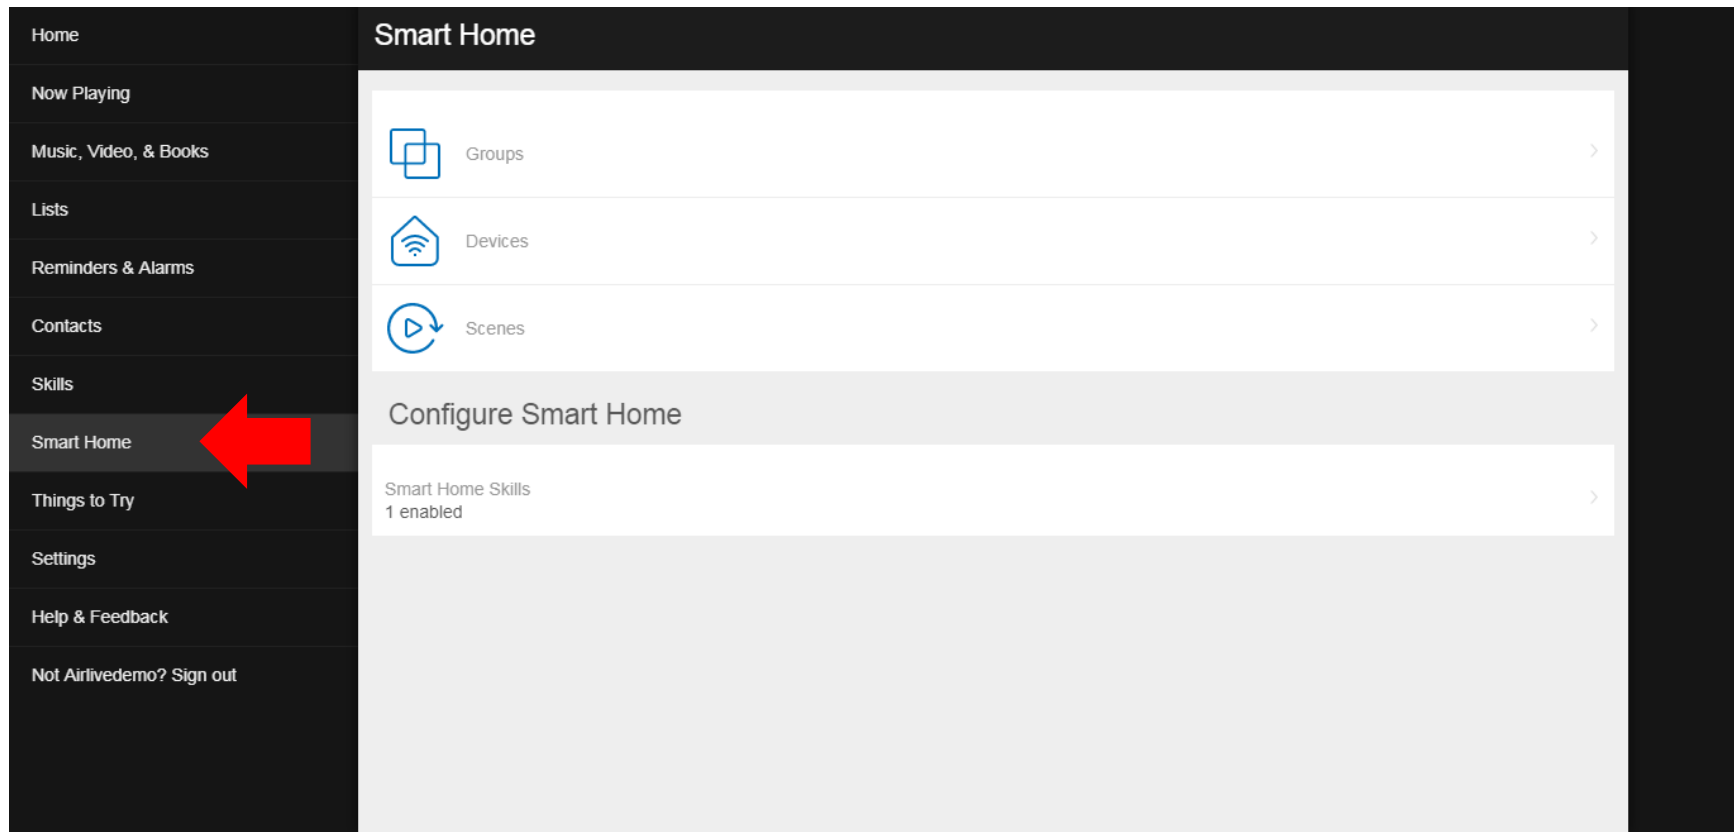 Home
Now Playing
Music, Video, & Books
Lists
Reminders & Alarms
Contacts
Skills
Smart Home
Things to Try
Settings
Help & Feedback
Not Airlivedemo? Sign out
Smart Home
Groups
Devices
Scenes
Configure Smart Home
Smart Home Skills
1 enabled